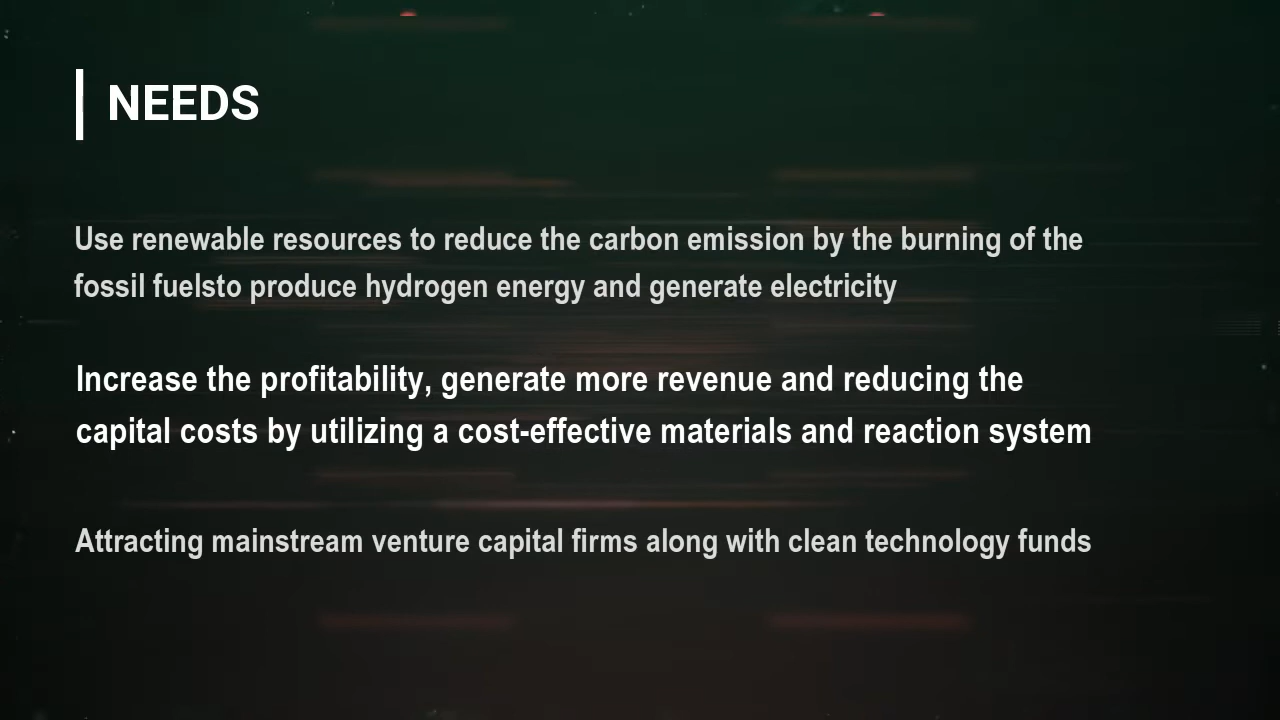 NEEDS
Use renewable resources to reduce the carbon emission by the burning of the
fossil fuelsto produce hydrogen energy and generate electricity
Increase the profitability, generate more revenue and reducing the
capital costs by utilizing a cost-effective materials and reaction system
Attracting mainstream venture capital firms along with clean technology funds